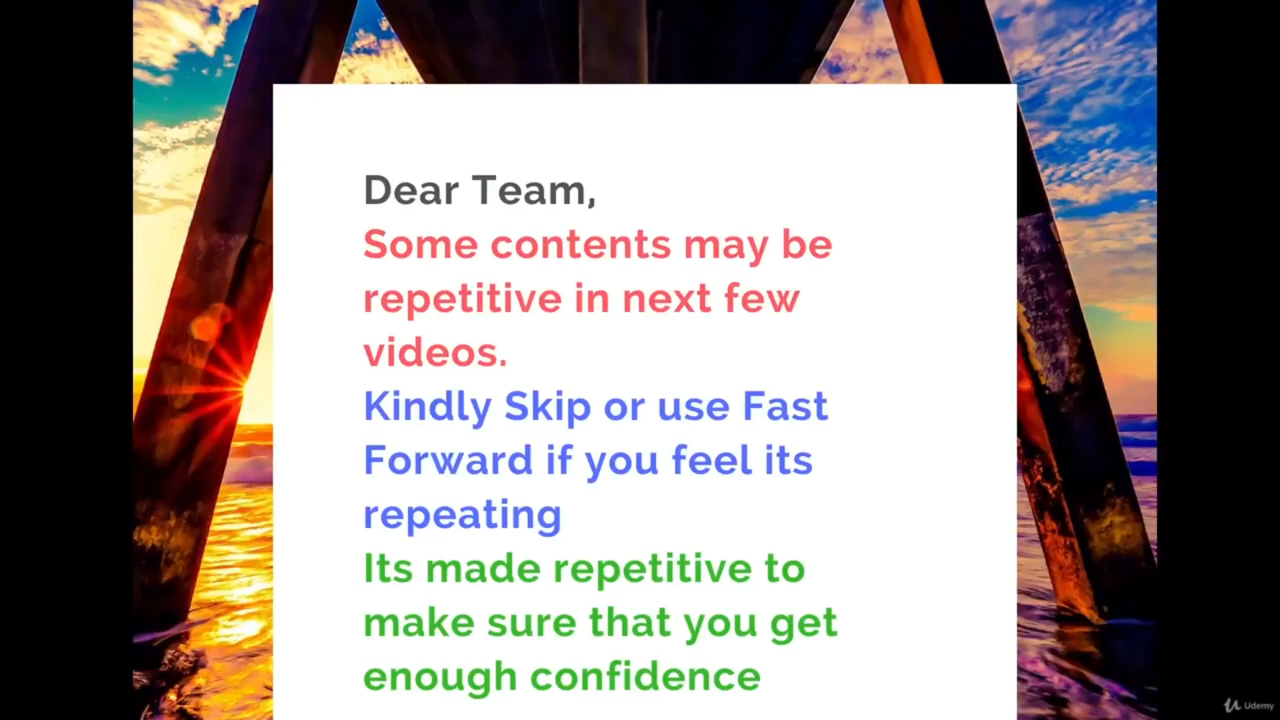 Dear Team,
Some contents may be
repetitive in next few
videos.
Kindly Skip or use Fast
Forward if you feel its
repeating
Its made repetitive to
make sure that you get
enough confidence
Udemy